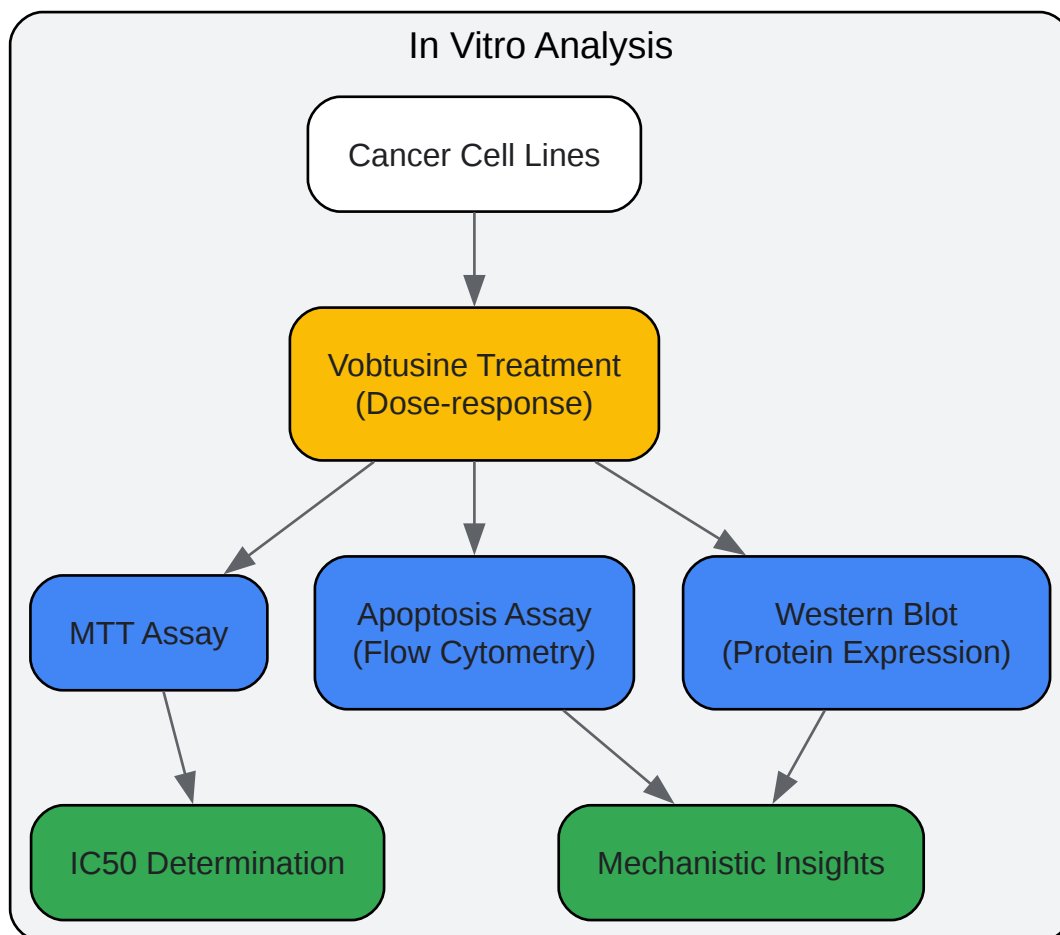 In Vitro Analysis
Cancer Cell Lines
Vobtusine Treatment
(Dose-response)
MTT Assay
Apoptosis Assay
(Flow Cytometry)
Western Blot
(Protein Expression)
IC50 Determination
Mechanistic Insights